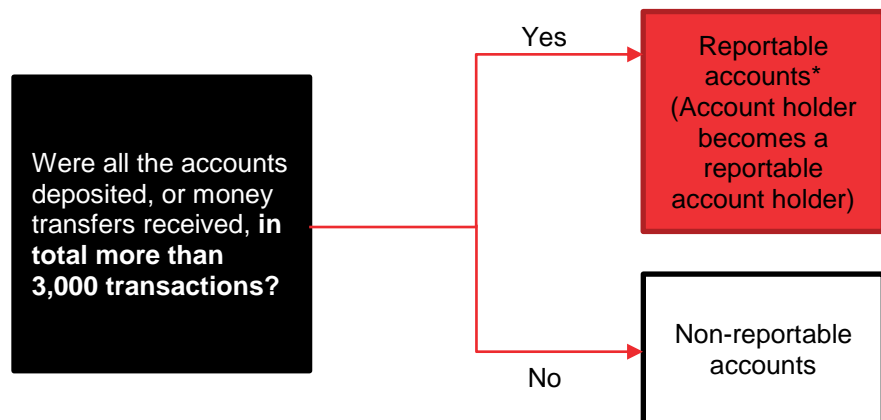 Were all the accounts
deposited, or money
transfers received, in
total more than
3,000 transactions?
Yes
Reportable
accounts*
(Account holder
becomes a
reportable
account holder)
No
Non-reportable
accounts